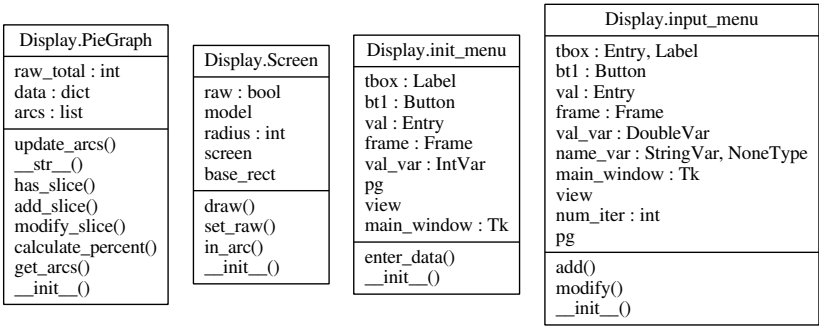 Display.PieGraph
raw_total : int
data : dict
arcs : list
update_arcs()
__str__()
has_slice()
add_slice()
modify_slice()
calculate_percent()
get_arcs()
__init__()
Display.Screen
raw : bool
model
radius : int
screen
base_rect
draw()
set_raw()
in_arc()
__init__()
Display.init_menu
tbox : Label
bt1 : Button
val : Entry
frame : Frame
val_var : IntVar
pg
view
main_window : Tk
enter_data()
__init__()
Display.input_menu
tbox : Entry, Label
bt1 : Button
val : Entry
frame : Frame
val_var : DoubleVar
name_var : StringVar, NoneType
main_window : Tk
view
num_iter : int
pg
add()
modify()
__init__()